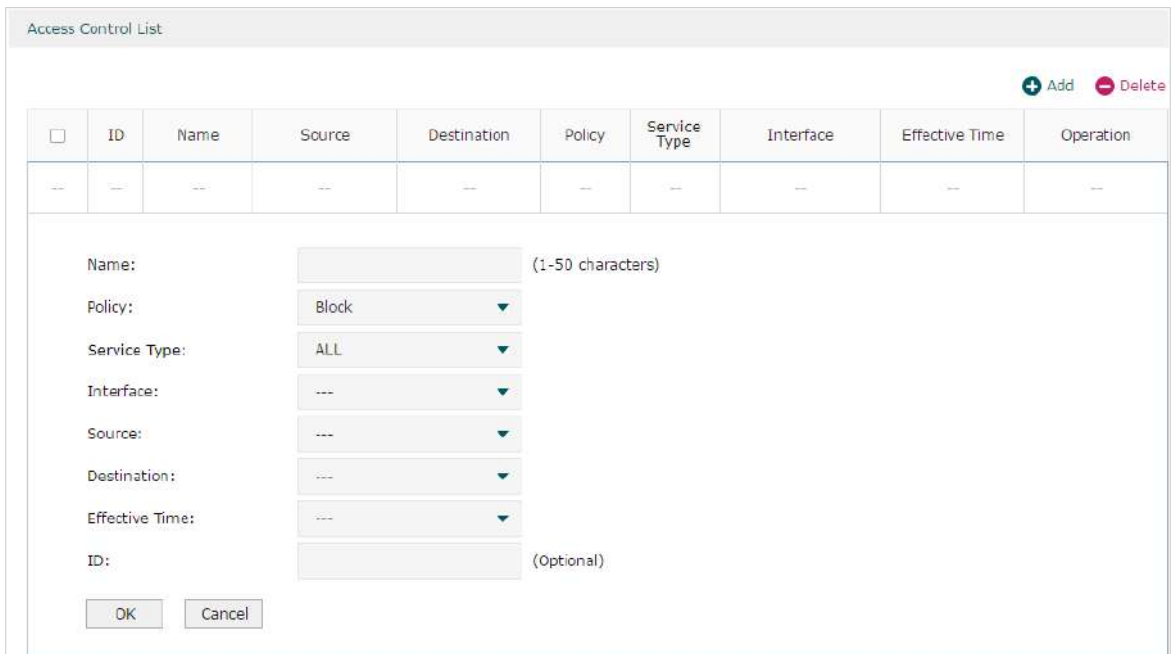 Access Control List
Add Delete
ID Name Source Destination Policy Service Type Interface Effective Time Operation
-- -- -- -- -- -- -- -- -- --
Name: (1-50 characters)
Policy: Block
Service Type: ALL
Interface: ---
Source: ---
Destination: ---
Effective Time: ---
ID: (Optional)
OK Cancel